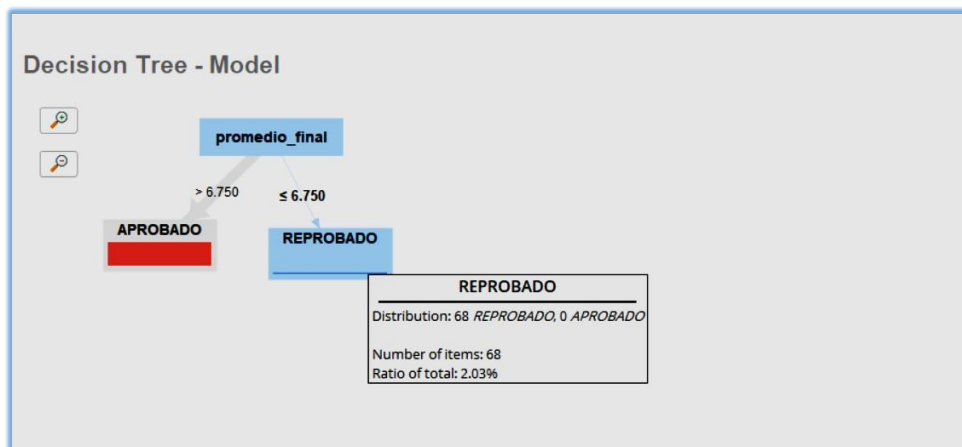 Decision Tree - Model
promedio_final
> 6.750
≤ 6.750
APROBADO
REPROBADO
REPROBADO
Distribution: 68 REPROBADO, 0 APROBADO
Number of items: 68
Ratio of total: 2.03%